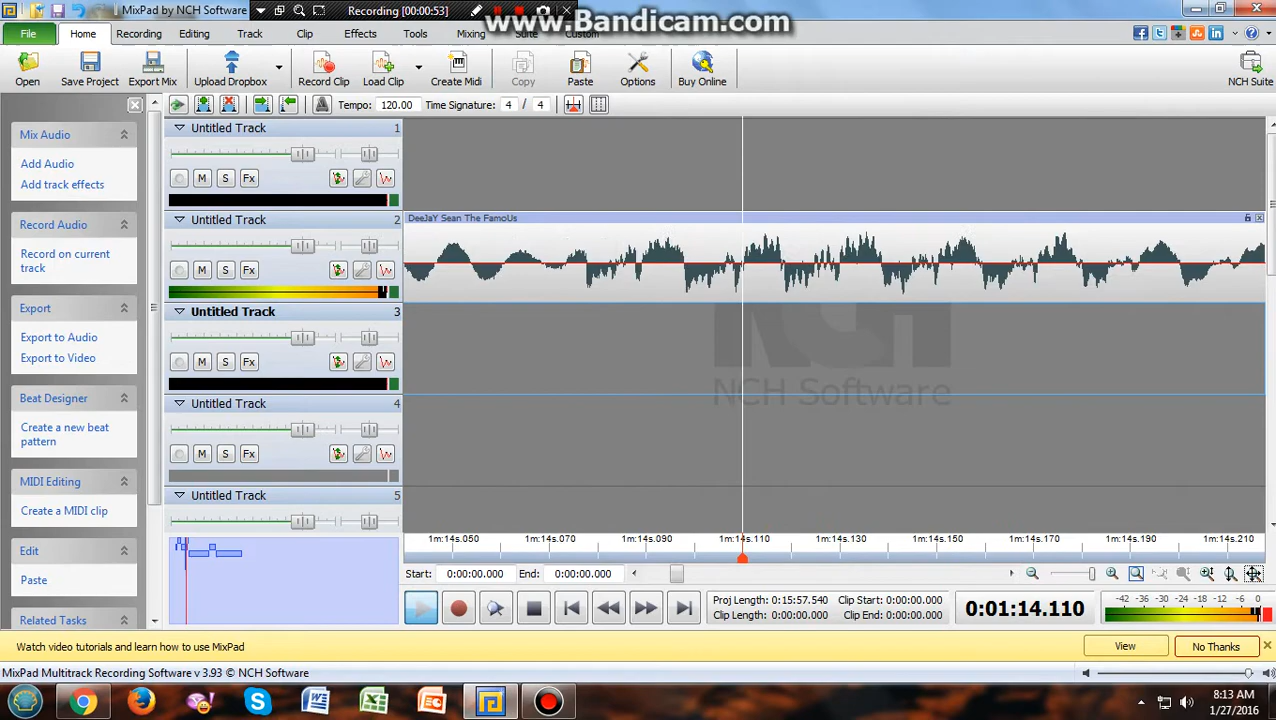 MixPad by NCH Software
Recording [00:00:53]
www.Bandicam.com
File Home Recording Editing Track Clip Effects Tools Mixing Suite Custom
Open Save Project Export Mix Upload Dropbox Record Clip Load Clip Create Midi Copy Paste Options Buy Online NCH Suite
Tempo: 120.00 Time Signature: 4 / 4
Mix Audio
Add Audio
Add track effects
Record Audio
Record on current
track
Export
Export to Audio
Export to Video
Beat Designer
Create a new beat
pattern
MIDI Editing
Create a MIDI clip
Edit
Paste
Related Tasks
Untitled Track 1
M S Fx
Untitled Track 2
M S Fx
Untitled Track 3
M S Fx
Untitled Track 4
M S Fx
Untitled Track 5
DeeJaY Sean The FamoUs
NCH
NCH Software
1m:14s.050 1m:14s.070 1m:14s.090 1m:14s.110 1m:14s.130 1m:14s.150 1m:14s.170 1m:14s.190 1m:14s.210
Start: 0:00:00.000 End: 0:00:00.000
Proj Length: 0:15:57.540 Clip Start: 0:00:00.000
Clip Length: 0:00:00.000 Clip End: 0:00:00.000
0:01:14.110
-42 -36 -30 -24 -18 -12 -6 0
Watch video tutorials and learn how to use MixPad View No Thanks
MixPad Multitrack Recording Software v 3.93 © NCH Software
8:13 AM
1/27/2016